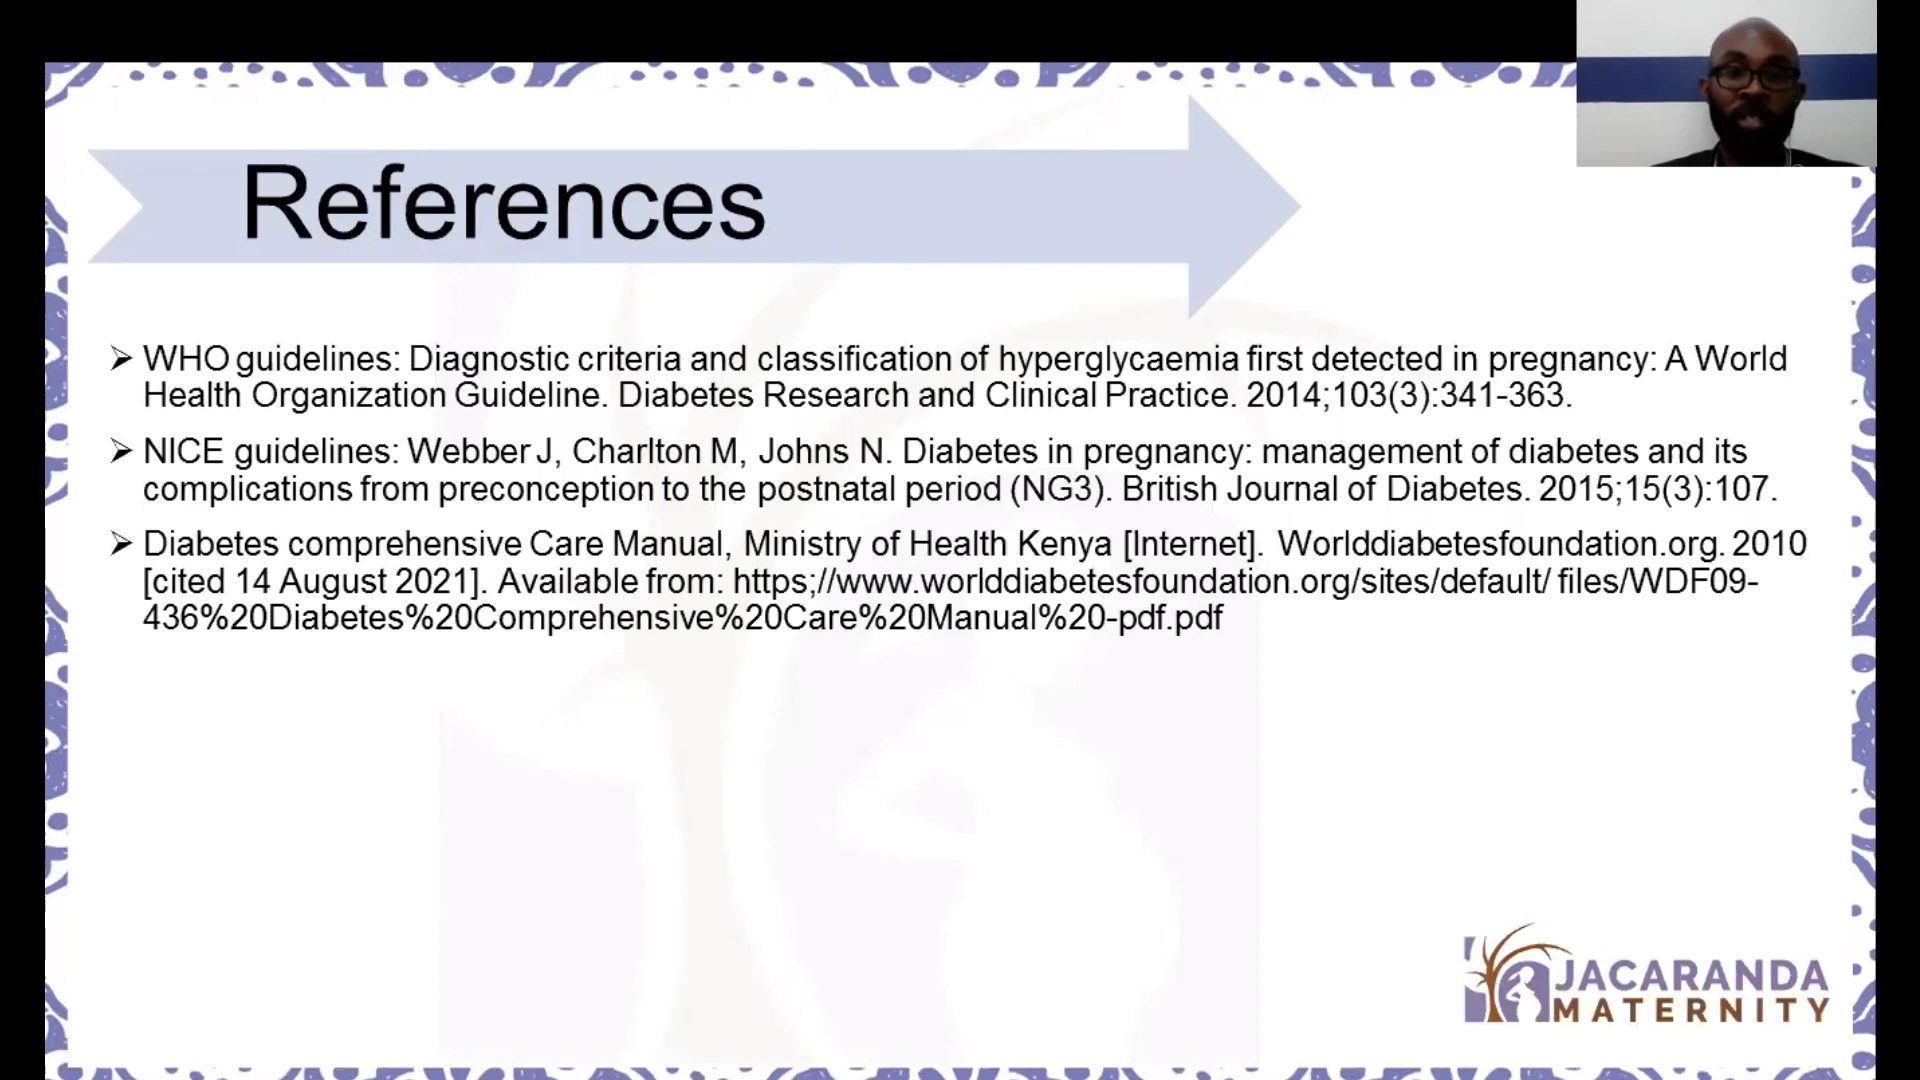 References
WHO guidelines: Diagnostic criteria and classification of hyperglycaemia first detected in pregnancy: A World
Health Organization Guideline. Diabetes Research and Clinical Practice. 2014;103(3):341-363.
NICE guidelines: Webber J, Charlton M, Johns N. Diabetes in pregnancy: management of diabetes and its
complications from preconception to the postnatal period (NG3). British Journal of Diabetes. 2015;15(3):107.
Diabetes comprehensive Care Manual, Ministry of Health Kenya [Internet]. Worlddiabetesfoundation.org. 2010
[cited 14 August 2021]. Available from: https;//www.worlddiabetesfoundation.org/sites/default/ files/WDF09-
436%20Diabetes%20Comprehensive%20Care%20Manual%20-pdf.pdf
JACARANDA
MATERNITY